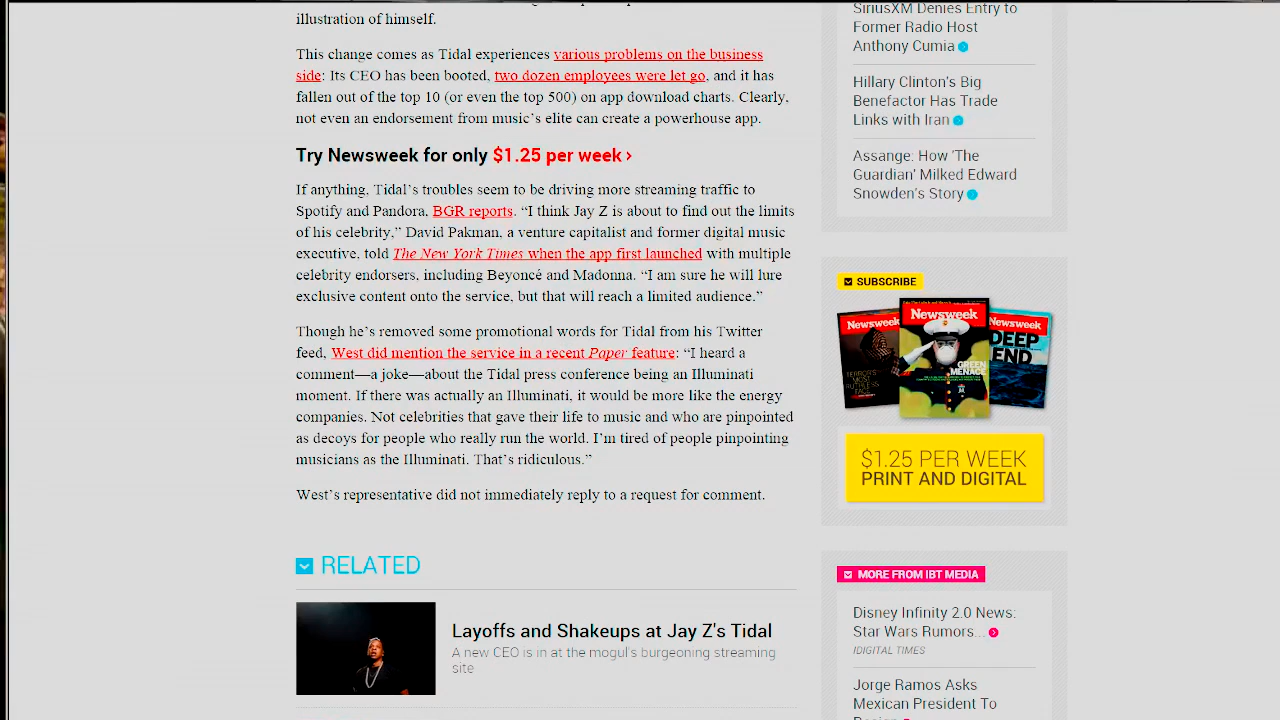 illustration of himself.
This change comes as Tidal experiences various problems on the business
side: Its CEO has been booted, two dozen employees were let go, and it has
fallen out of the top 10 (or even the top 500) on app download charts. Clearly,
not even an endorsement from music's elite can create a powerhouse app.
Try Newsweek for only $1.25 per week ›
If anything, Tidal's troubles seem to be driving more streaming traffic to
Spotify and Pandora, BGR reports. “I think Jay Z is about to find out the limits
of his celebrity,” David Pakman, a venture capitalist and former digital music
executive, told The New York Times when the app first launched with multiple
celebrity endorsers, including Beyoncé and Madonna. “I am sure he will lure
exclusive content onto the service, but that will reach a limited audience.”
Though he's removed some promotional words for Tidal from his Twitter
feed, West did mention the service in a recent Paper feature: “I heard a
comment—a joke—about the Tidal press conference being an Illuminati
moment. If there was actually an Illuminati, it would be more like the energy
companies. Not celebrities that gave their life to music and who are pinpointed
as decoys for people who really run the world. I'm tired of people pinpointing
musicians as the Illuminati. That's ridiculous.”
West's representative did not immediately reply to a request for comment.
RELATED
Layoffs and Shakeups at Jay Z's Tidal
A new CEO is in at the mogul's burgeoning streaming
site
SiriusXM Denies Entry to
Former Radio Host
Anthony Cumia
Hillary Clinton's Big
Benefactor Has Trade
Links with Iran
Assange: How 'The
Guardian' Milked Edward
Snowden's Story
SUBSCRIBE
Newsweek
Newsweek
Newsweek
DEEP
END
GREEN
MENACE
$1.25 PER WEEK
PRINT AND DIGITAL
MORE FROM IBT MEDIA
Disney Infinity 2.0 News:
Star Wars Rumors...
IDIGITAL TIMES
Jorge Ramos Asks
Mexican President To